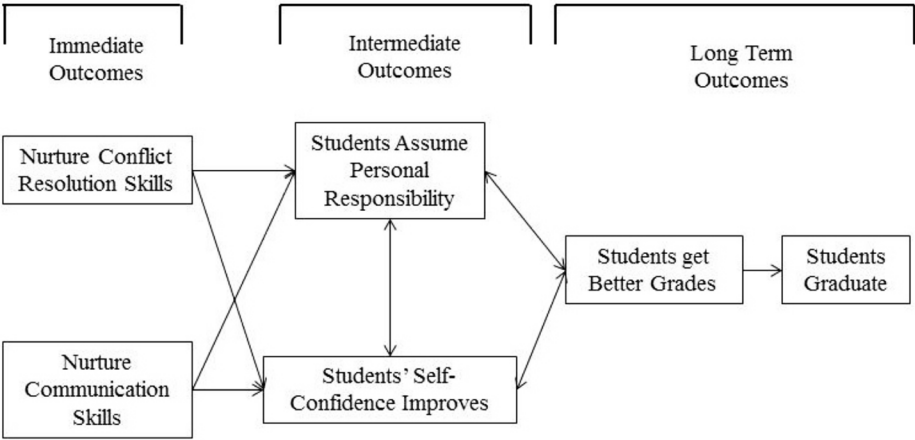 Immediate
Outcomes
Intermediate
Outcomes
Long Term
Outcomes
Nurture Conflict
Resolution Skills
Students Assume
Personal
Responsibility
Students get
Better Grades
Students
Graduate
Nurture
Communication
Skills
Students’ Self-
Confidence Improves